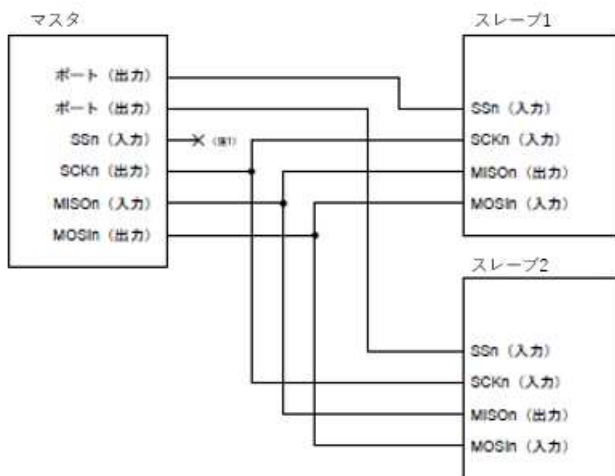 マスタ
ポート（出力）
ポート（出力）
SSn（入力）
（注1）
SCKn（出力）
MISOn（入力）
MOSIn（出力）
スレーブ1
SSn（入力）
SCKn（入力）
MISOn（出力）
MOSIn（入力）
スレーブ2
SSn（入力）
SCKn（入力）
MISOn（出力）
MOSIn（入力）